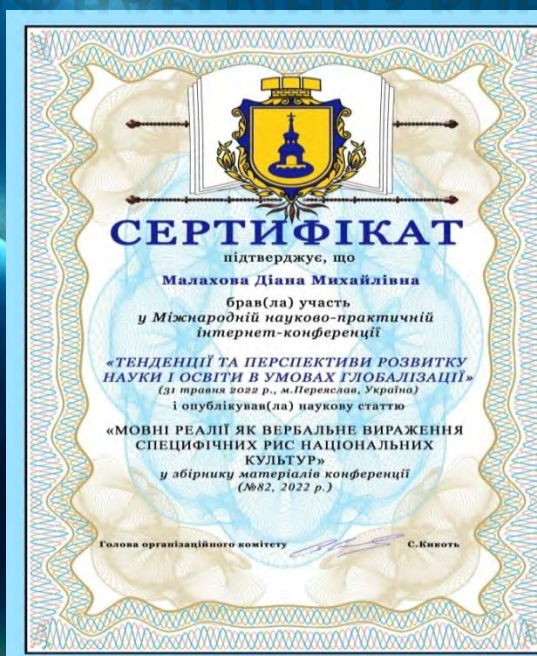 СЕРТИФІКАТ
підтверджує, що
Малахова Діана Михайлівна
брав(ла) участь
у Міжнародній науково-практичній
інтернет-конференції
«ТЕНДЕНЦІЇ ТА ПЕРСПЕКТИВИ РОЗВИТКУ
НАУКИ І ОСВІТИ В УМОВАХ ГЛОБАЛІЗАЦІЇ»
(31 травня 2022 р., м.Переяслав, Україна)
і опублікував(ла) наукову статтю
«МОВНІ РЕАЛІЇ ЯК ВЕРБАЛЬНЕ ВИРАЖЕННЯ
СПЕЦИФІЧНИХ РИС НАЦІОНАЛЬНИХ
КУЛЬТУР»
у збірнику матеріалів конференції
(№82, 2022 р.)
Голова організаційного комітету С.Кикоть